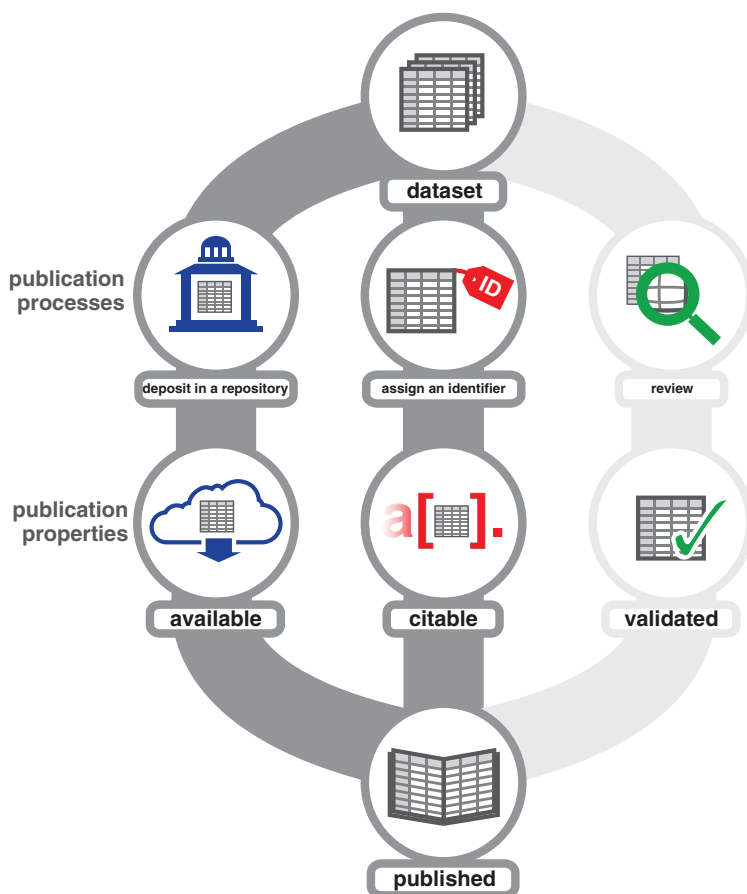 dataset
publication
processes
ID
deposit in a repository
assign an identifier
review
publication
properties
a[ ].
available
citable
validated
published